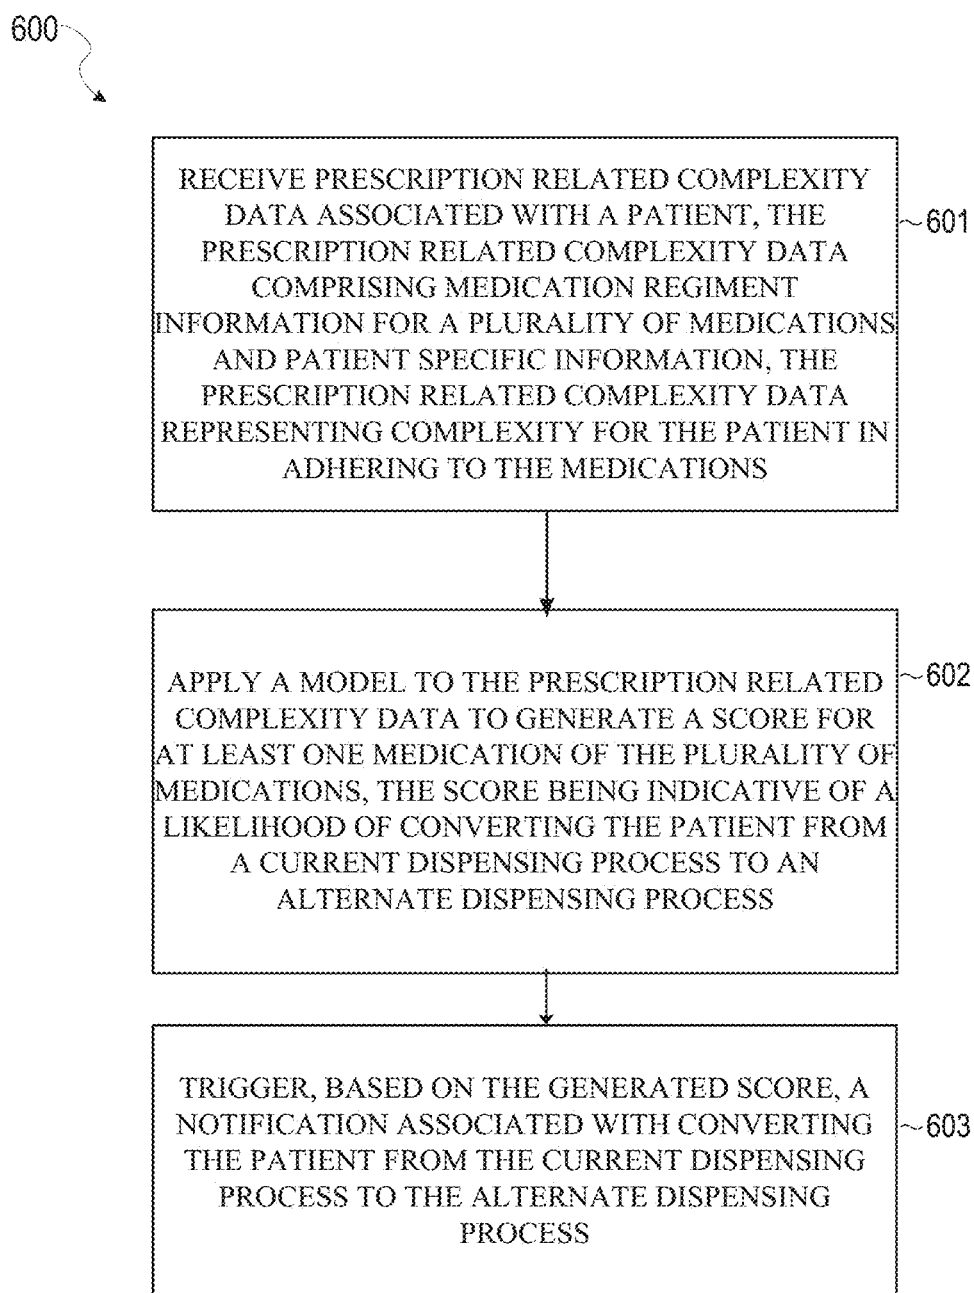 600
RECEIVE PRESCRIPTION RELATED COMPLEXITY
DATA ASSOCIATED WITH A PATIENT, THE
PRESCRIPTION RELATED COMPLEXITY DATA
COMPRISING MEDICATION REGIMENT
INFORMATION FOR A PLURALITY OF MEDICATIONS
AND PATIENT SPECIFIC INFORMATION, THE
PRESCRIPTION RELATED COMPLEXITY DATA
REPRESENTING COMPLEXITY FOR THE PATIENT IN
ADHERING TO THE MEDICATIONS
601
APPLY A MODEL TO THE PRESCRIPTION RELATED
COMPLEXITY DATA TO GENERATE A SCORE FOR
AT LEAST ONE MEDICATION OF THE PLURALITY OF
MEDICATIONS, THE SCORE BEING INDICATIVE OF A
LIKELIHOOD OF CONVERTING THE PATIENT FROM
A CURRENT DISPENSING PROCESS TO AN
ALTERNATE DISPENSING PROCESS
602
TRIGGER, BASED ON THE GENERATED SCORE, A
NOTIFICATION ASSOCIATED WITH CONVERTING
THE PATIENT FROM THE CURRENT DISPENSING
PROCESS TO THE ALTERNATE DISPENSING
PROCESS
603